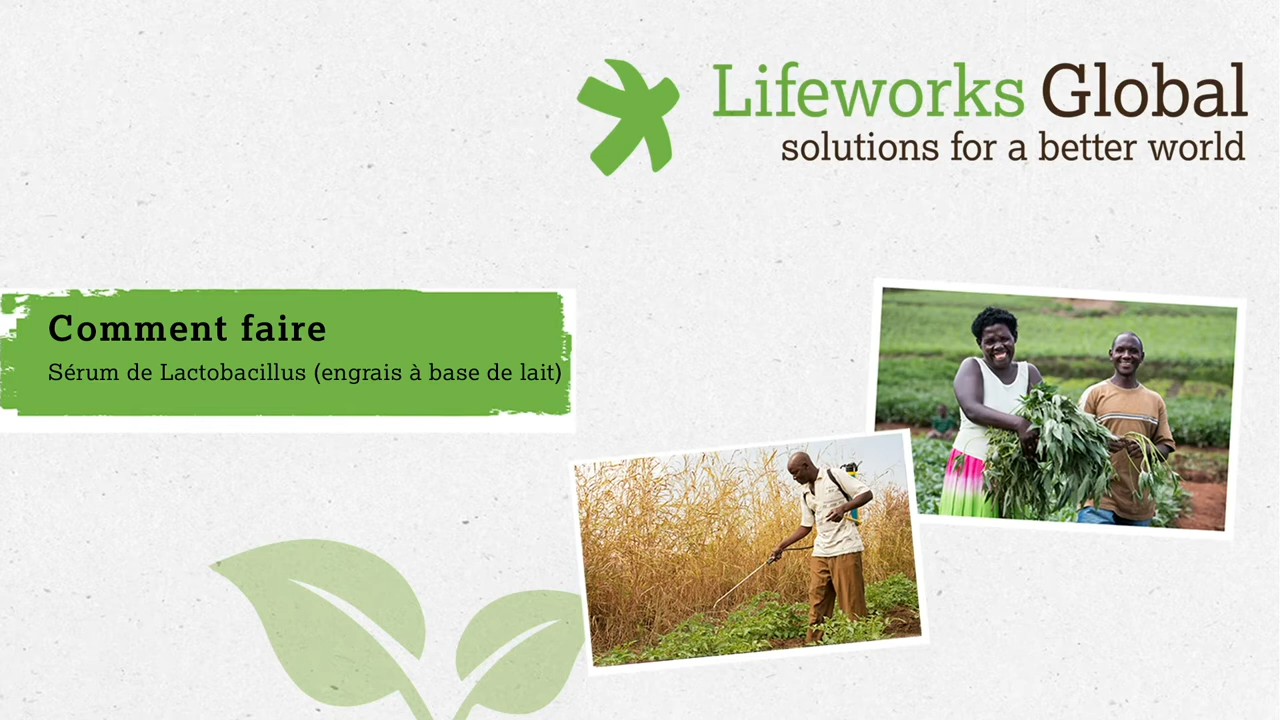 Lifeworks Global
solutions for a better world
Comment faire
Sérum de Lactobacillus (engrais à base de lait)